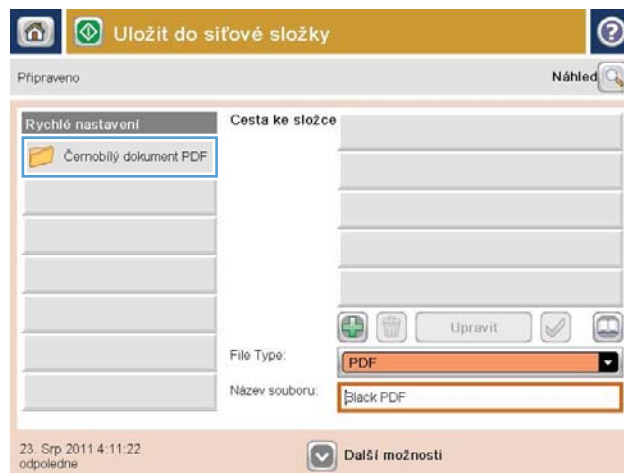 Uložit do síťové složky
Připraveno
Náhled
Rychlé nastavení
Černobílý dokument PDF
Cesta ke složce
Upravit
File Type:
PDF
Název souboru:
Black PDF
23. Srp 2011 4:11:22
odpoledne
Další možnosti